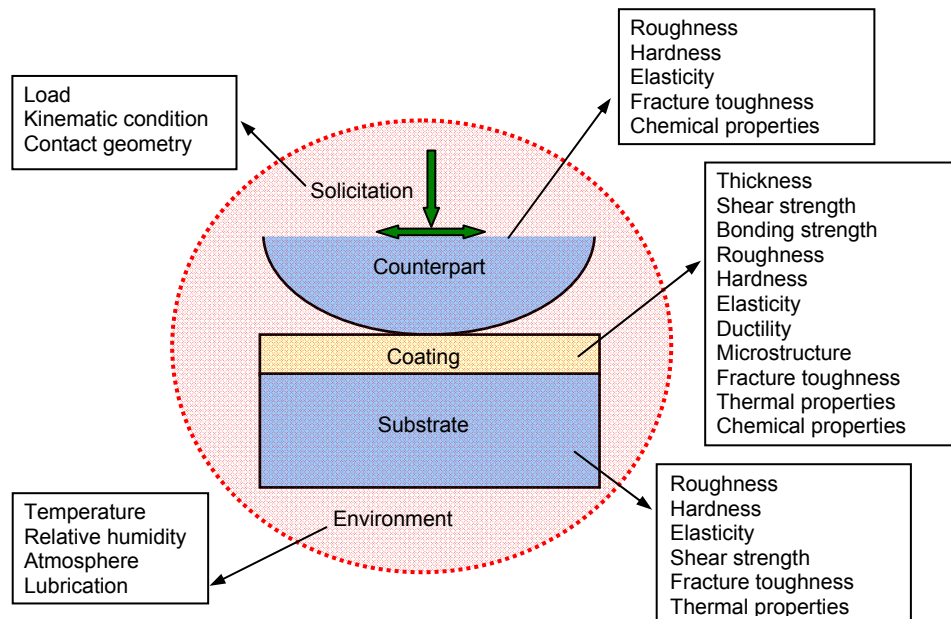 Roughness
Hardness
Elasticity
Fracture toughness
Chemical properties
Load
Kinematic condition
Contact geometry
Solicitation
Counterpart
Coating
Substrate
Environment
Thickness
Shear strength
Bonding strength
Roughness
Hardness
Elasticity
Ductility
Microstructure
Fracture toughness
Thermal properties
Chemical properties
Temperature
Relative humidity
Atmosphere
Lubrication
Roughness
Hardness
Elasticity
Shear strength
Fracture toughness
Thermal properties